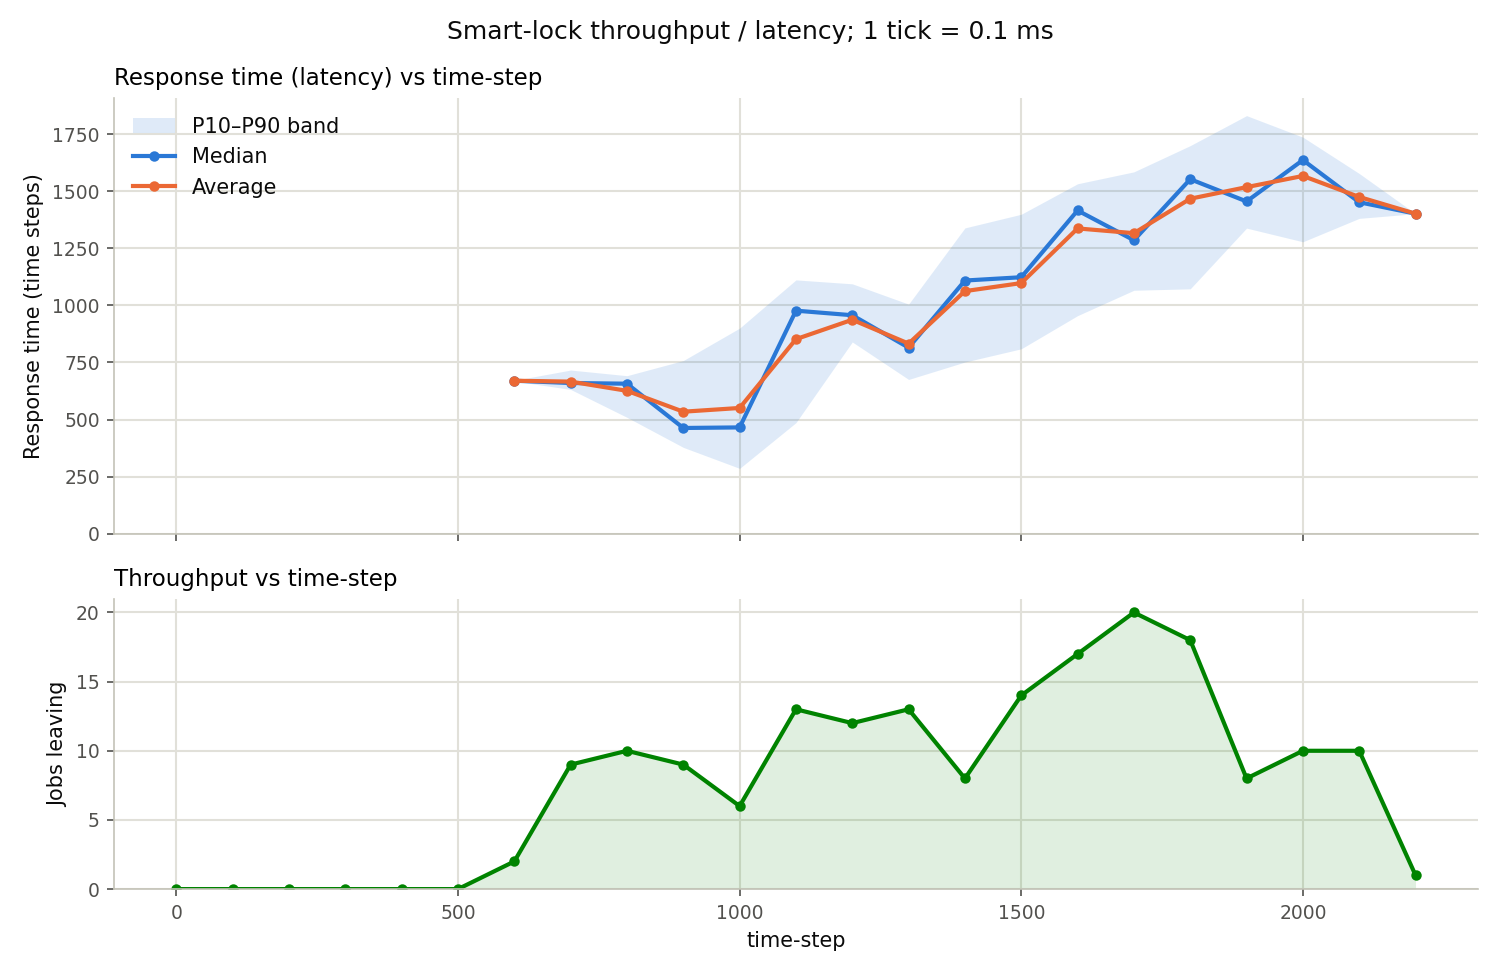 Smart-lock throughput / latency; 1 tick = 0.1 ms
Response time (latency) vs time-step
P10–P90 band
Median
Average
Response time (time steps)
1750
1500
1250
1000
750
500
250
0
Throughput vs time-step
Jobs leaving
20
15
10
5
0
0 500 1000 1500 2000
time-step